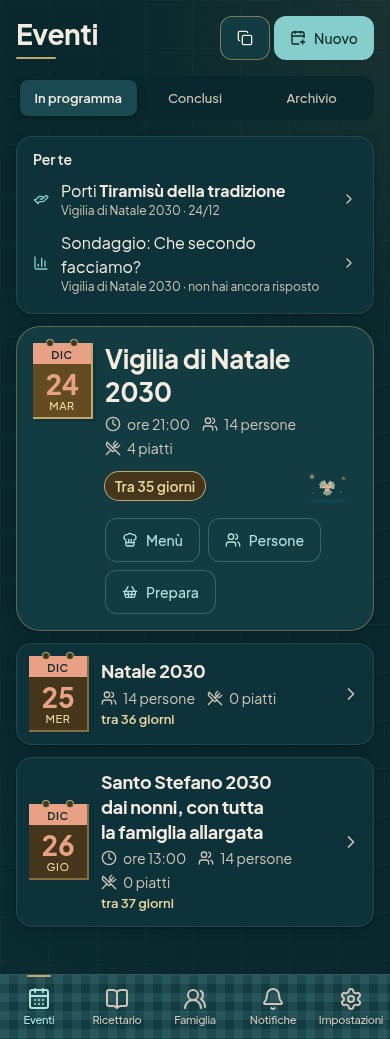 Eventi
Nuovo
In programma
Conclusi
Archivio
Per te
Porti Tiramisù della tradizione
Vigilia di Natale 2030 · 24/12
Sondaggio: Che secondo
facciamo?
Vigilia di Natale 2030 · non hai ancora risposto
DIC
24
MAR
Vigilia di Natale
2030
ore 21:00 14 persone
4 piatti
Tra 35 giorni
Menù
Persone
Prepara
DIC
25
MER
Natale 2030
14 persone 0 piatti
tra 36 giorni
DIC
26
GIO
Santo Stefano 2030
dai nonni, con tutta
la famiglia allargata
ore 13:00 14 persone
0 piatti
tra 37 giorni
Eventi
Ricettario
Famiglia
Notifiche
Impostazioni